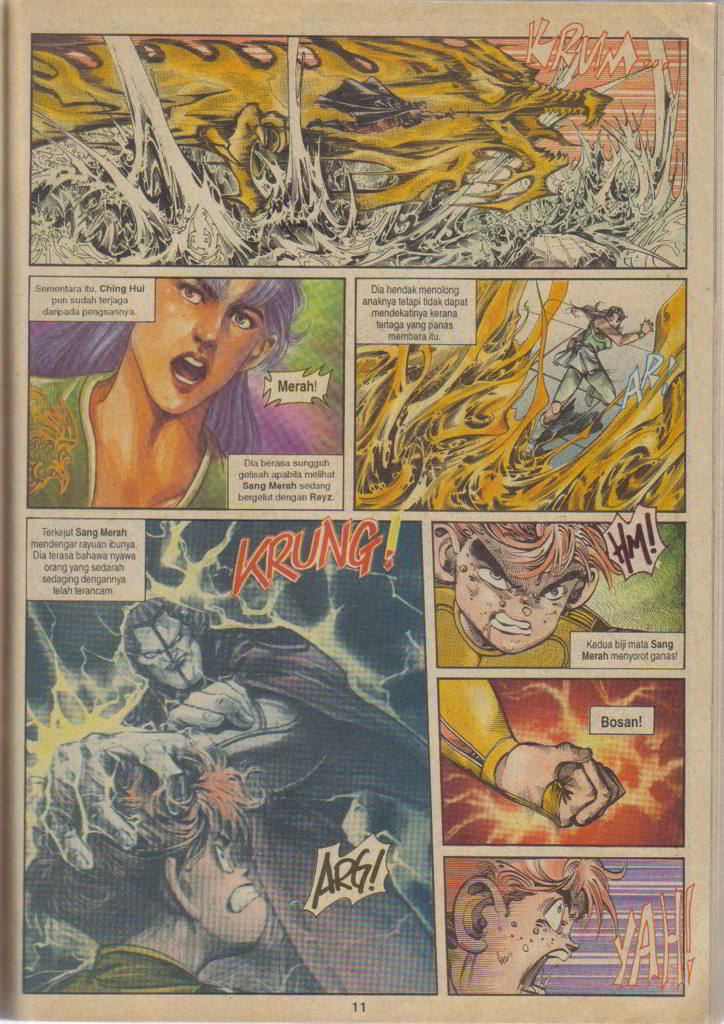 KRUM...
Sementara itu, Ching Hui
pun sudah terjaga
daripada pengsannya.
Merah!
Dia berasa sungguh
gelisah apabila melihat
Sang Merah sedang
bergelut dengan Rayz.
Dia hendak menolong
anaknya tetapi tidak dapat
mendekatinya kerana
tenaga yang panas
membara itu.
AR!
Terkejut Sang Merah
mendengar rayuan ibunya.
Dia terasa bahawa nyawa
orang yang sedarah
sedaging dengannya
telah terancam.
KRUNG!
ARG!
HM!
Kedua biji mata Sang
Merah menyorot ganas!
Bosan!
YAH!
11